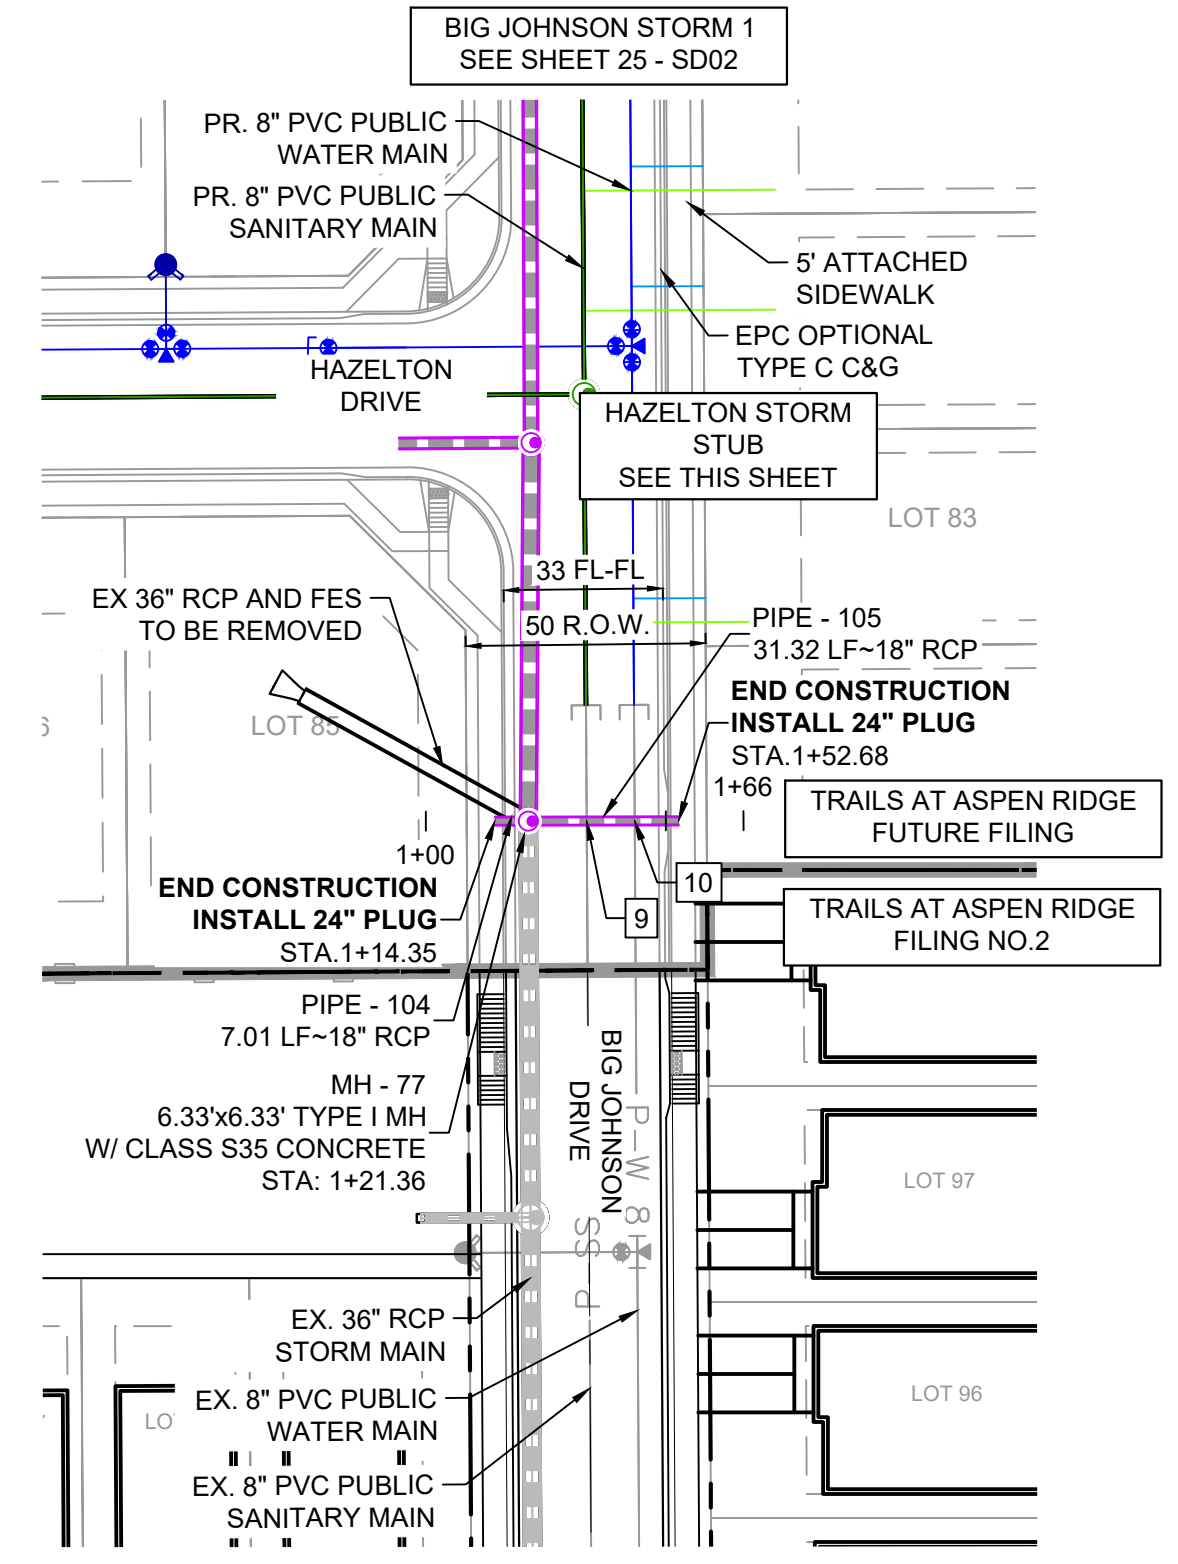 BIG JOHNSON STORM 1
SEE SHEET 25 - SD02
PR. 8" PVC PUBLIC
WATER MAIN
PR. 8" PVC PUBLIC
SANITARY MAIN
5' ATTACHED
SIDEWALK
EPC OPTIONAL
TYPE C C&G
HAZELTON
DRIVE
HAZELTON STORM
STUB
SEE THIS SHEET
LOT 83
33 FL-FL
EX 36" RCP AND FES
TO BE REMOVED
50 R.O.W.
PIPE - 105
31.32 LF~18" RCP
END CONSTRUCTION
INSTALL 24" PLUG
STA.1+52.68
LOT 85
1+66
TRAILS AT ASPEN RIDGE
FUTURE FILING
1+00
END CONSTRUCTION
INSTALL 24" PLUG
STA.1+14.35
10
9
TRAILS AT ASPEN RIDGE
FILING NO.2
PIPE - 104
7.01 LF~18" RCP
MH - 77
6.33'x6.33' TYPE I MH
W/ CLASS S35 CONCRETE
STA: 1+21.36
BIG JOHNSON
DRIVE
P-W 8
SS P
LOT 97
EX. 36" RCP
STORM MAIN
EX. 8" PVC PUBLIC
WATER MAIN
LOT 96
EX. 8" PVC PUBLIC
SANITARY MAIN